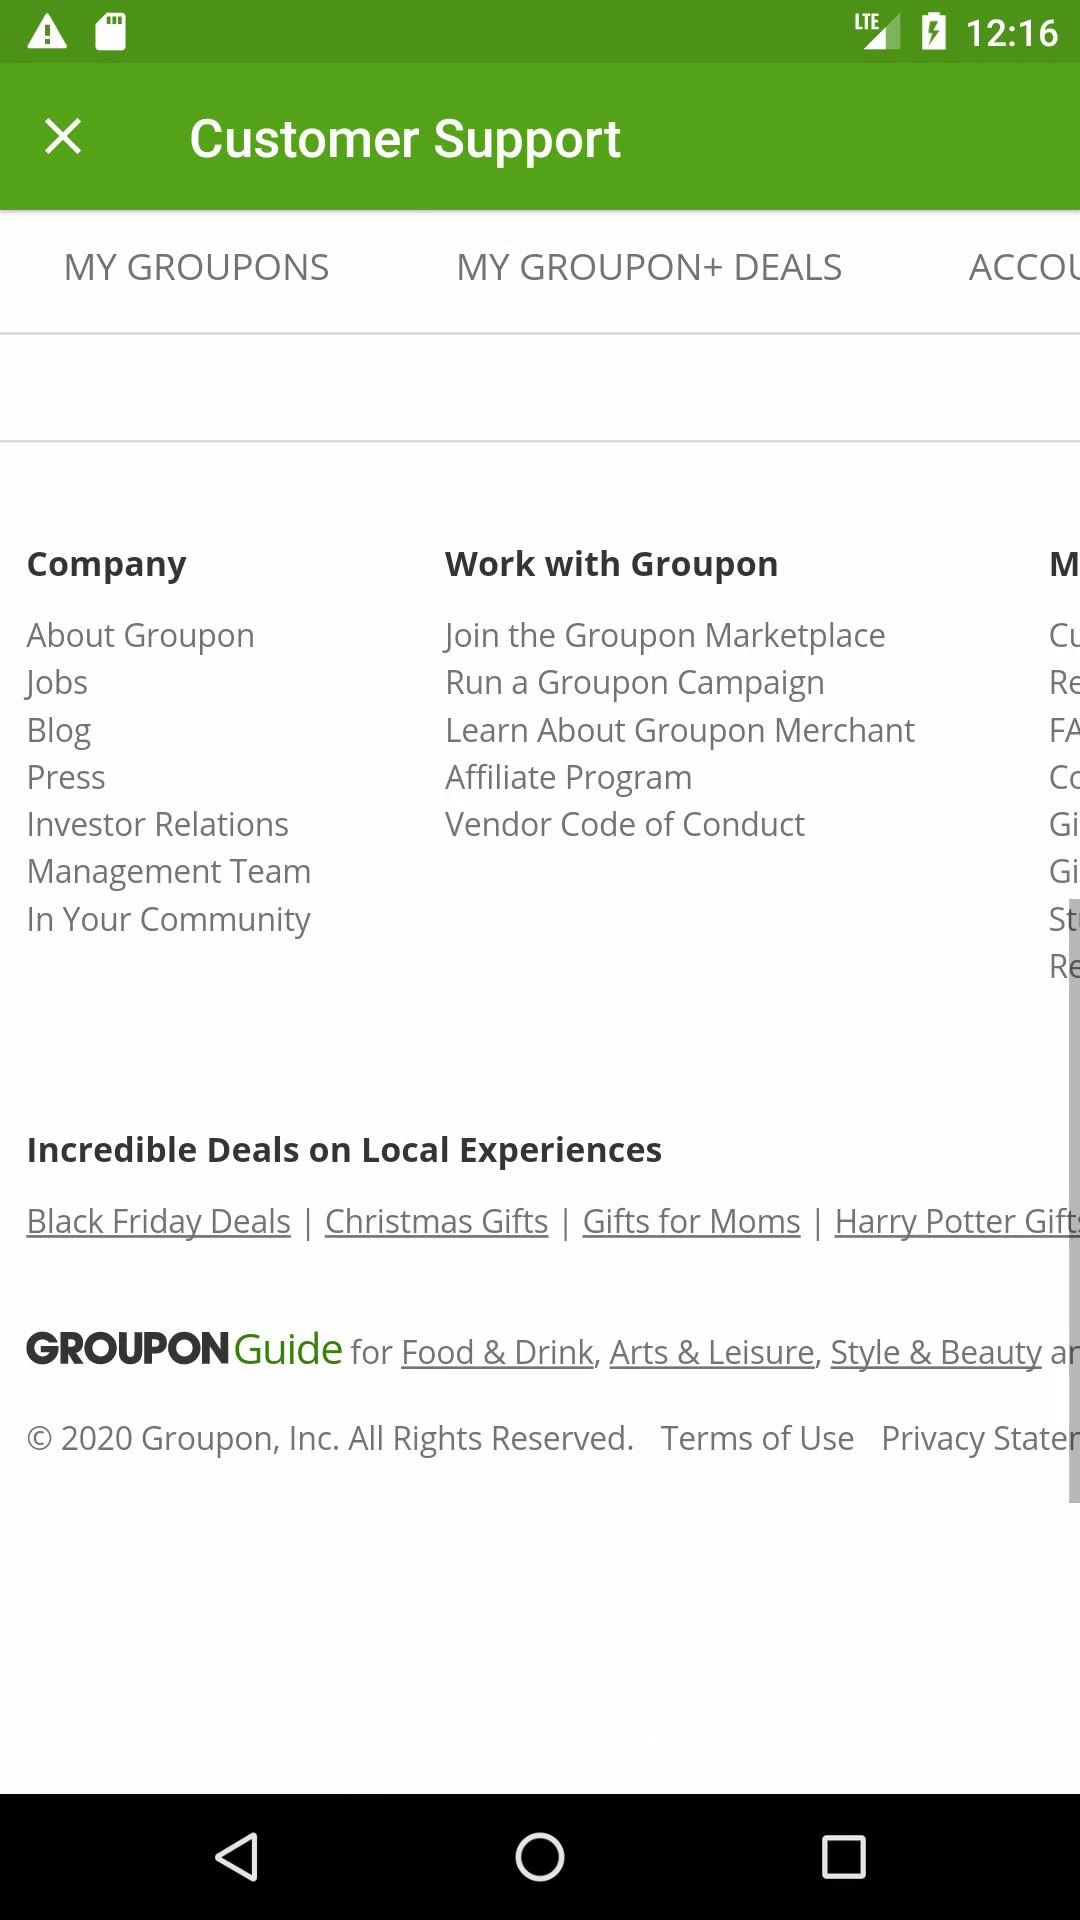 LTE 12:16
Customer Support
MY GROUPONS MY GROUPON+ DEALS ACCOU
Company
About Groupon
Jobs
Blog
Press
Investor Relations
Management Team
In Your Community
Work with Groupon
Join the Groupon Marketplace
Run a Groupon Campaign
Learn About Groupon Merchant
Affiliate Program
Vendor Code of Conduct
M
Cu
Re
FA
Co
Gi
Gi
Stu
Re
Incredible Deals on Local Experiences
Black Friday Deals | Christmas Gifts | Gifts for Moms | Harry Potter Gifts
GROUPON Guide for Food & Drink, Arts & Leisure, Style & Beauty an
© 2020 Groupon, Inc. All Rights Reserved. Terms of Use Privacy Stater